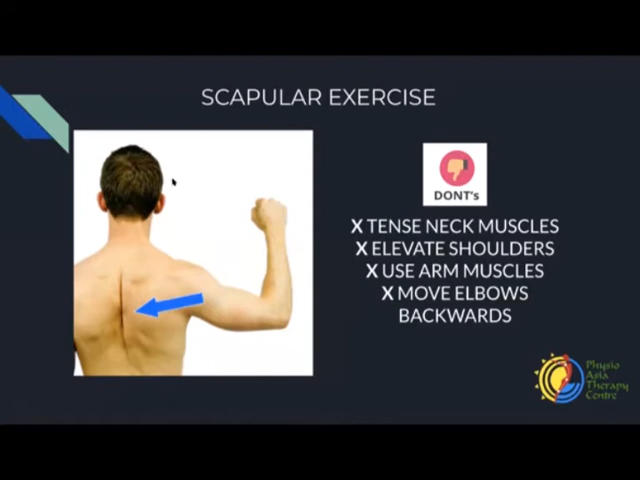 SCAPULAR EXERCISE
DONT's
X TENSE NECK MUSCLES
X ELEVATE SHOULDERS
X USE ARM MUSCLES
X MOVE ELBOWS
BACKWARDS
Physio
Asia
Therapy
Centre